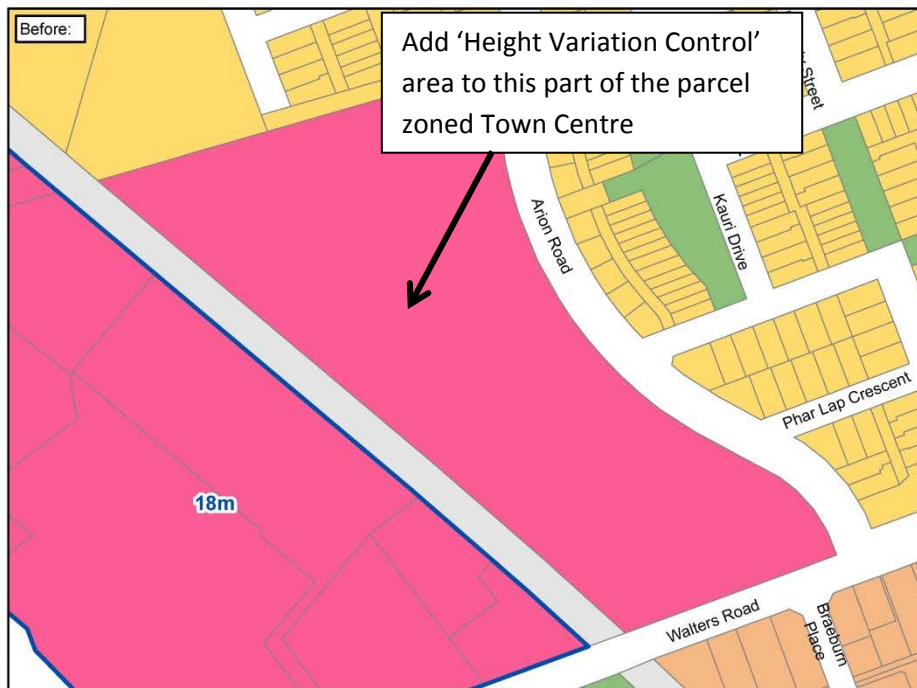 Before:
Add ‘Height Variation Control’
area to this part of the parcel
zoned Town Centre
Street
Arion Road
Kauri Drive
Phar Lap Crescent
18m
Walters Road
Braeburn
Place